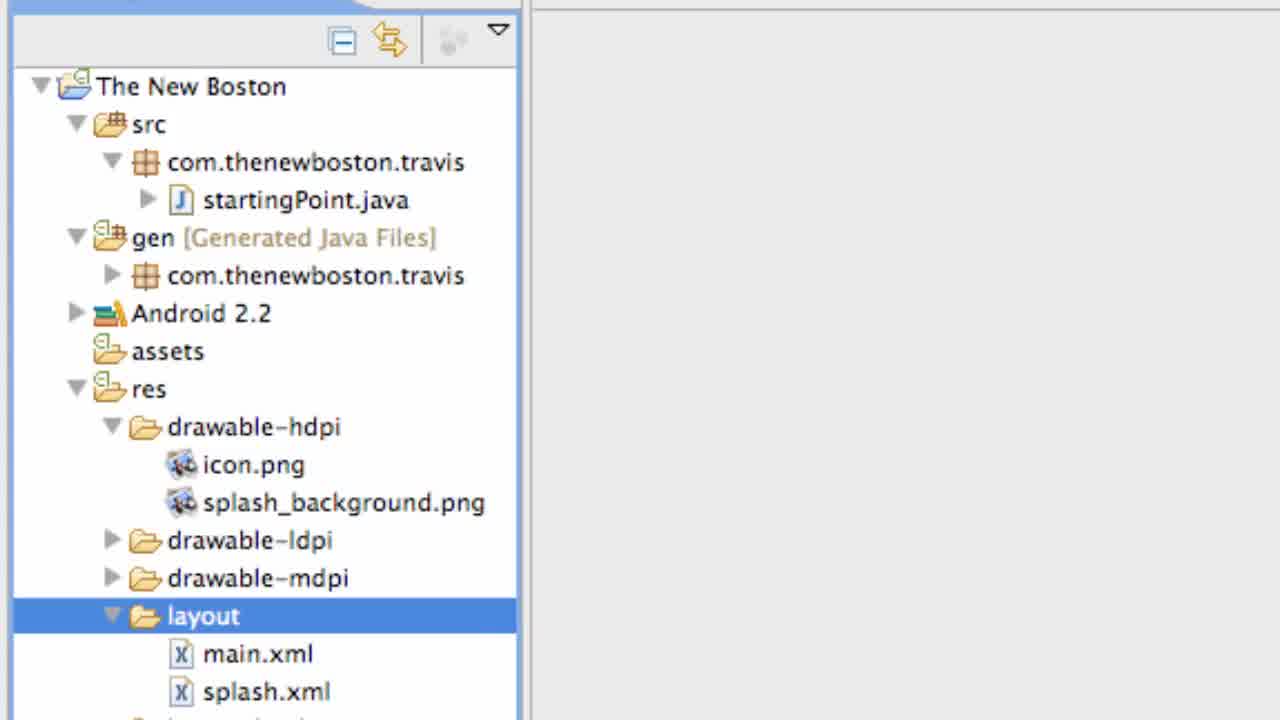 The New Boston
src
com.thenewboston.travis
startingPoint.java
gen [Generated Java Files]
com.thenewboston.travis
Android 2.2
assets
res
drawable-hdpi
icon.png
splash_background.png
drawable-ldpi
drawable-mdpi
layout
main.xml
splash.xml